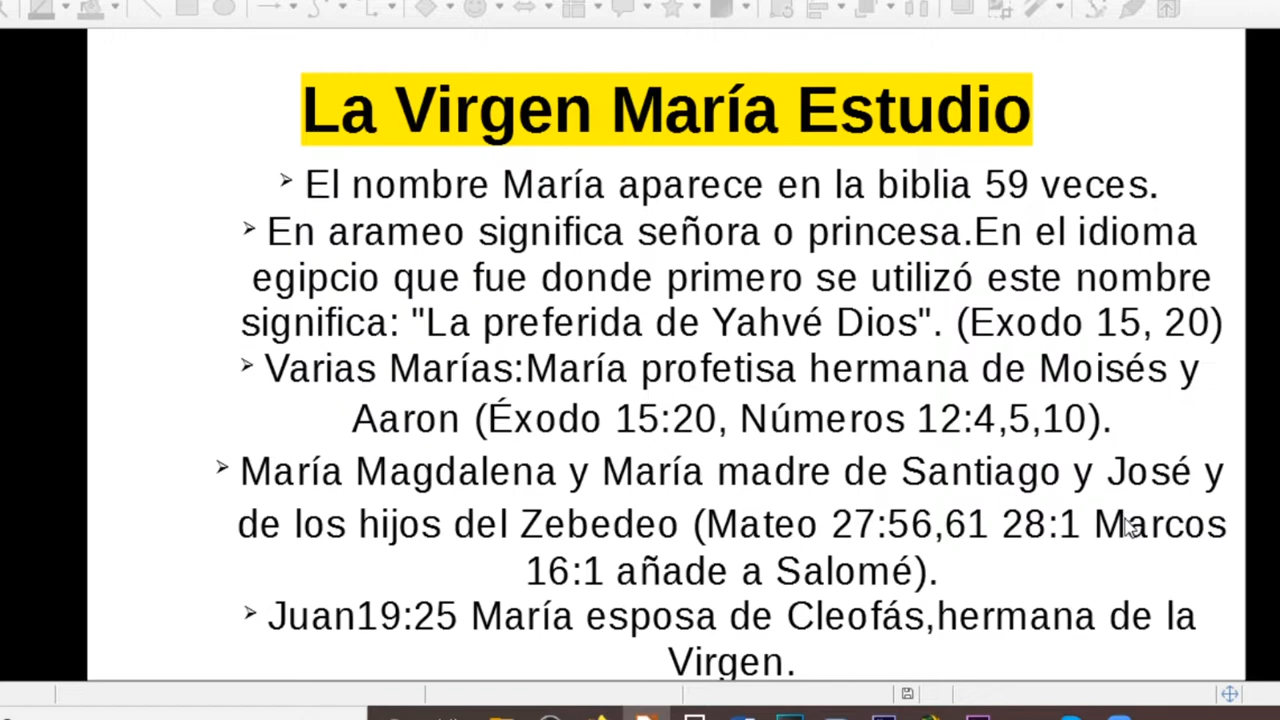 La Virgen María Estudio
➢ El nombre María aparece en la biblia 59 veces.
➢ En arameo significa señora o princesa.En el idioma
egipcio que fue donde primero se utilizó este nombre
significa: "La preferida de Yahvé Dios". (Exodo 15, 20)
➢ Varias Marías:María profetisa hermana de Moisés y
Aaron (Éxodo 15:20, Números 12:4,5,10).
➢ María Magdalena y María madre de Santiago y José y
de los hijos del Zebedeo (Mateo 27:56,61 28:1 Marcos
16:1 añade a Salomé).
➢ Juan19:25 María esposa de Cleofás,hermana de la
Virgen.